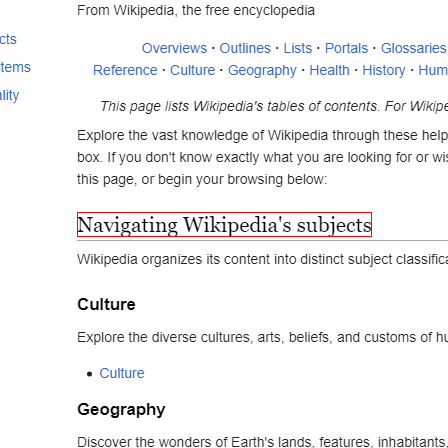 From Wikipedia, the free encyclopedia
cts
tems
lity
Overviews · Outlines · Lists · Portals · Glossaries
Reference · Culture · Geography · Health · History · Hum
This page lists Wikipedia's tables of contents. For Wikipe
Explore the vast knowledge of Wikipedia through these help
box. If you don't know exactly what you are looking for or wis
this page, or begin your browsing below:
Navigating Wikipedia's subjects
Wikipedia organizes its content into distinct subject classifica
Culture
Explore the diverse cultures, arts, beliefs, and customs of hu
• Culture
Geography
Discover the wonders of Earth's lands, features, inhabitants,